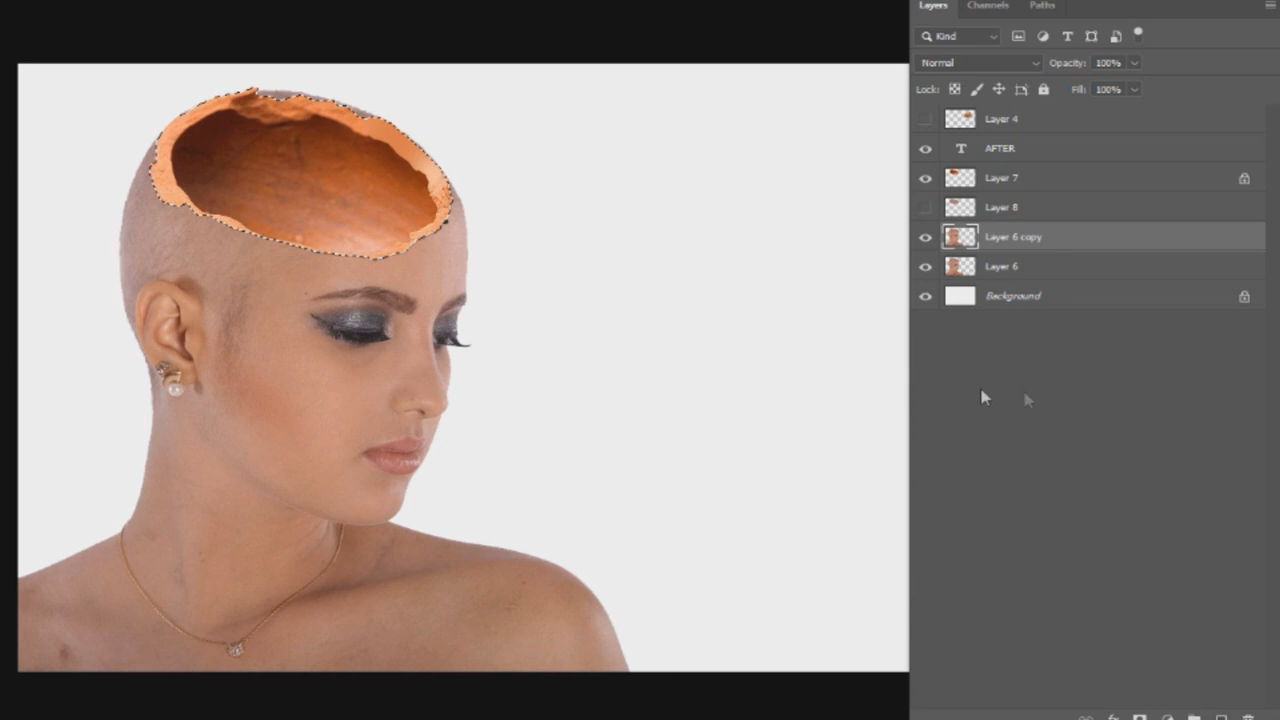 Layers Channels Paths
Kind
Normal Opacity: 100%
Lock: Fill: 100%
Layer 4
T AFTER
Layer 7
Layer 8
Layer 6 copy
Layer 6
Background